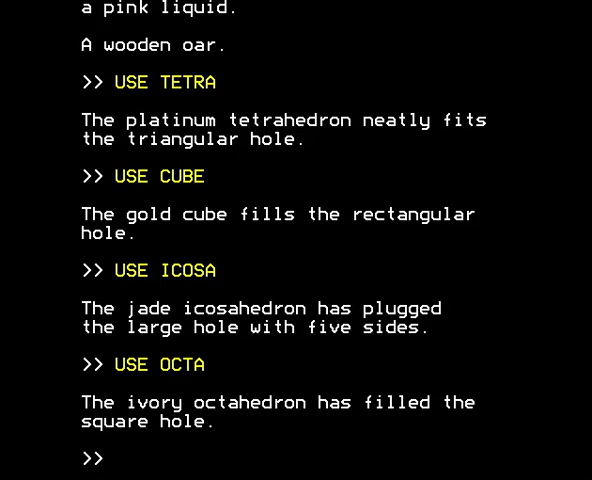 a pink liquid.
A wooden oar.
>> USE TETRA
The platinum tetrahedron neatly fits
the triangular hole.
>> USE CUBE
The gold cube fills the rectangular
hole.
>> USE ICOSA
The jade icosahedron has plugged
the large hole with five sides.
>> USE OCTA
The ivory octahedron has filled the
square hole.
>>